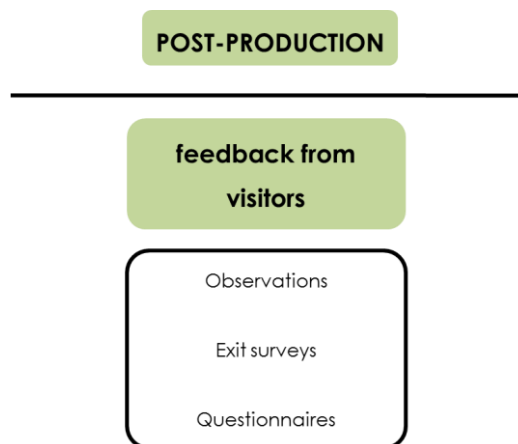 POST-PRODUCTION
feedback from
visitors
Observations
Exit surveys
Questionnaires